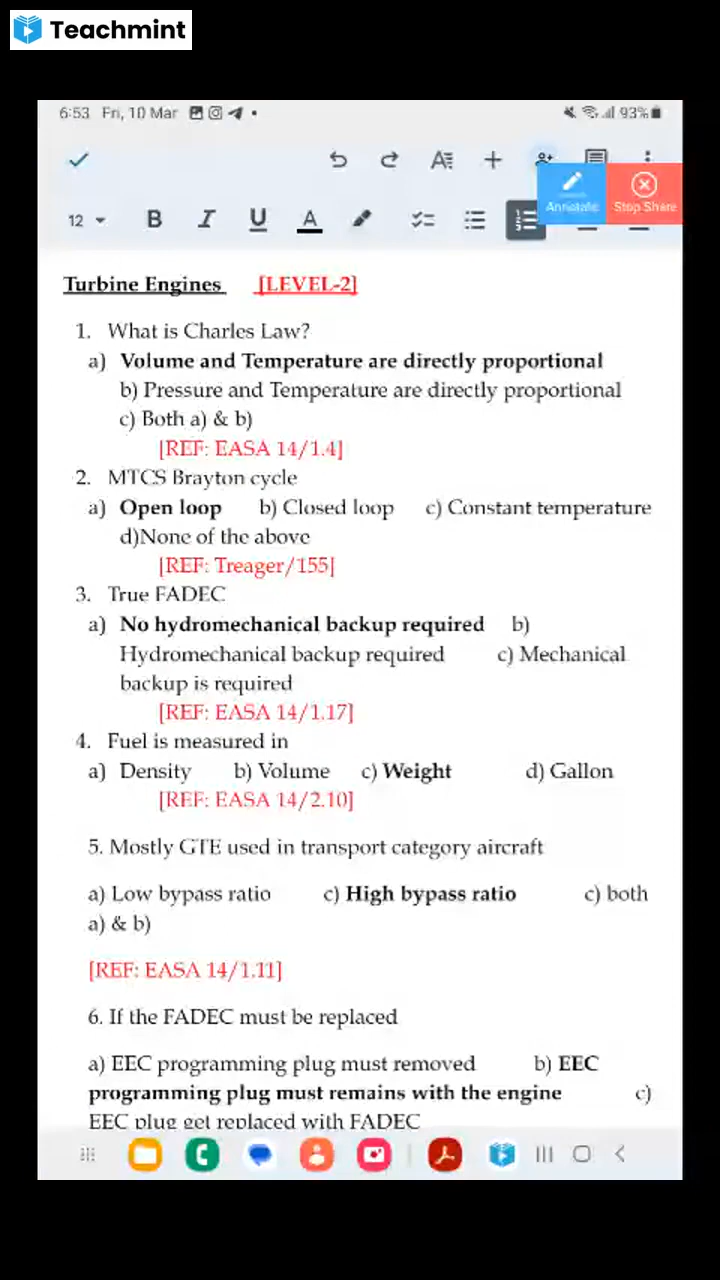 Teachmint
6:53 Fri, 10 Mar
93%
12 B I U A
Annotate Stop Share
Turbine Engines [LEVEL-2]
1. What is Charles Law?
a) Volume and Temperature are directly proportional
b) Pressure and Temperature are directly proportional
c) Both a) & b)
[REF: EASA 14/1.4]
2. MTCS Brayton cycle
a) Open loop b) Closed loop c) Constant temperature
d)None of the above
[REF: Treager/155]
3. True FADEC
a) No hydromechanical backup required b)
Hydromechanical backup required c) Mechanical
backup is required
[REF: EASA 14/1.17]
4. Fuel is measured in
a) Density b) Volume c) Weight d) Gallon
[REF: EASA 14/2.10]
5. Mostly GTE used in transport category aircraft
a) Low bypass ratio c) High bypass ratio c) both
a) & b)
[REF: EASA 14/1.11]
6. If the FADEC must be replaced
a) EEC programming plug must removed b) EEC
programming plug must remains with the engine c)
EEC plug get replaced with FADEC